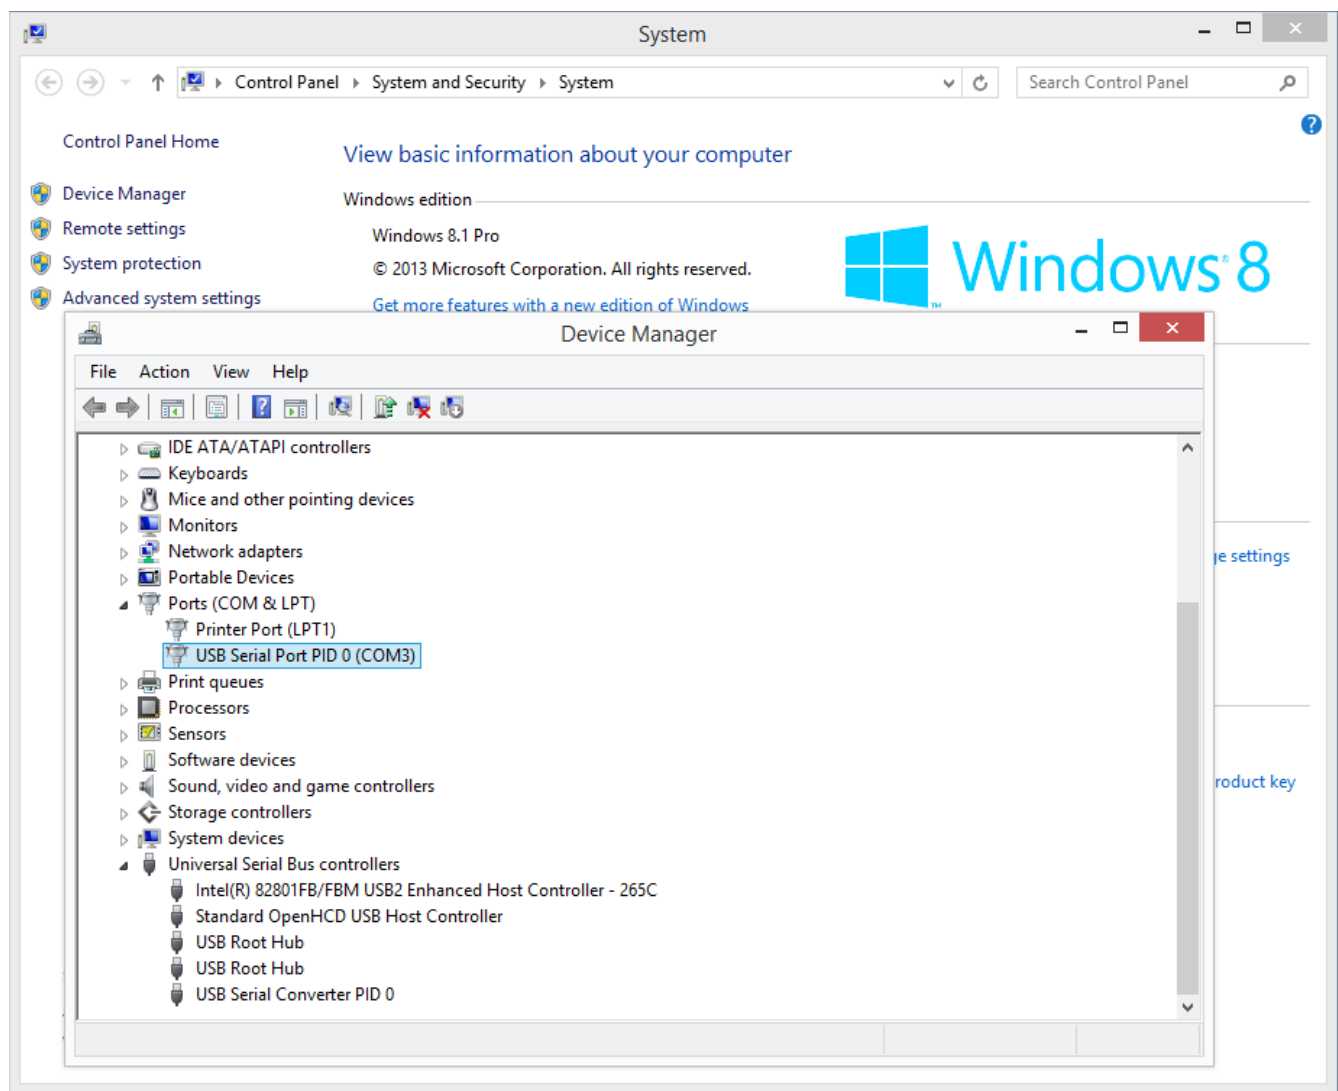 System
Control Panel System and Security System
Search Control Panel
Control Panel Home
Device Manager
Remote settings
System protection
Advanced system settings
View basic information about your computer
Windows edition
Windows 8.1 Pro
© 2013 Microsoft Corporation. All rights reserved.
Get more features with a new edition of Windows
Windows 8
Device Manager
File Action View Help
IDE ATA/ATAPI controllers
Keyboards
Mice and other pointing devices
Monitors
Network adapters
Portable Devices
Ports (COM & LPT)
Printer Port (LPT1)
USB Serial Port PID 0 (COM3)
Print queues
Processors
Sensors
Software devices
Sound, video and game controllers
Storage controllers
System devices
Universal Serial Bus controllers
Intel(R) 82801FB/FBM USB2 Enhanced Host Controller - 265C
Standard OpenHCD USB Host Controller
USB Root Hub
USB Root Hub
USB Serial Converter PID 0
settings
key